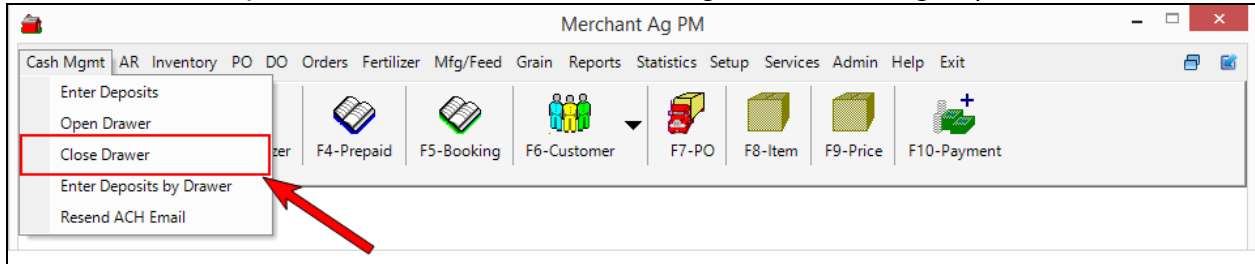 Merchant Ag PM
Cash Mgmt AR Inventory PO DO Orders Fertilizer Mfg/Feed Grain Reports Statistics Setup Services Admin Help Exit
Enter Deposits
Open Drawer
Close Drawer
Enter Deposits by Drawer
Resend ACH Email
zer F4-Prepaid F5-Booking F6-Customer F7-PO F8-Item F9-Price F10-Payment